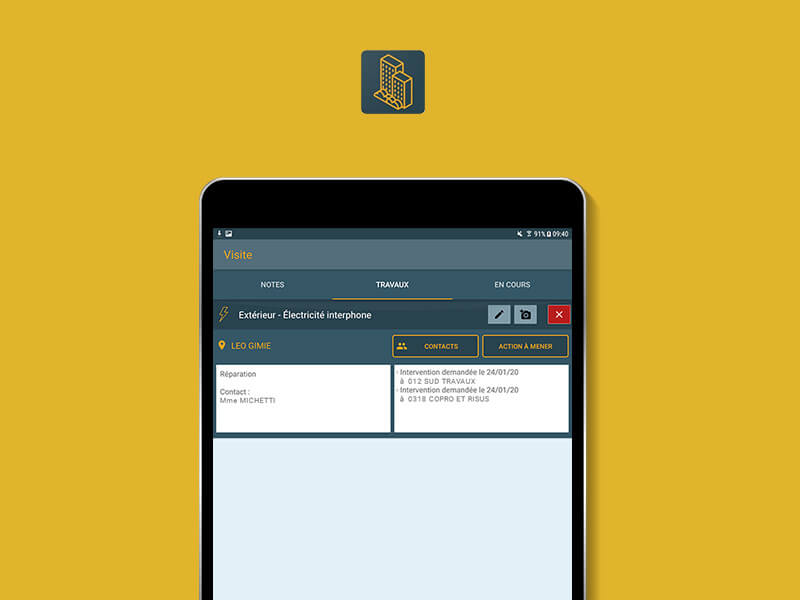 91% 09:40
Visite
NOTES TRAVAUX EN COURS
Extérieur - Électricité interphone
LEO GIMIE CONTACTS ACTION À MENER
Réparation
Contact :
Mme MICHETTI
- Intervention demandée le 24/01/20
à 012 SUD TRAVAUX
- Intervention demandée le 24/01/20
à 0318 COPRO ET RISUS